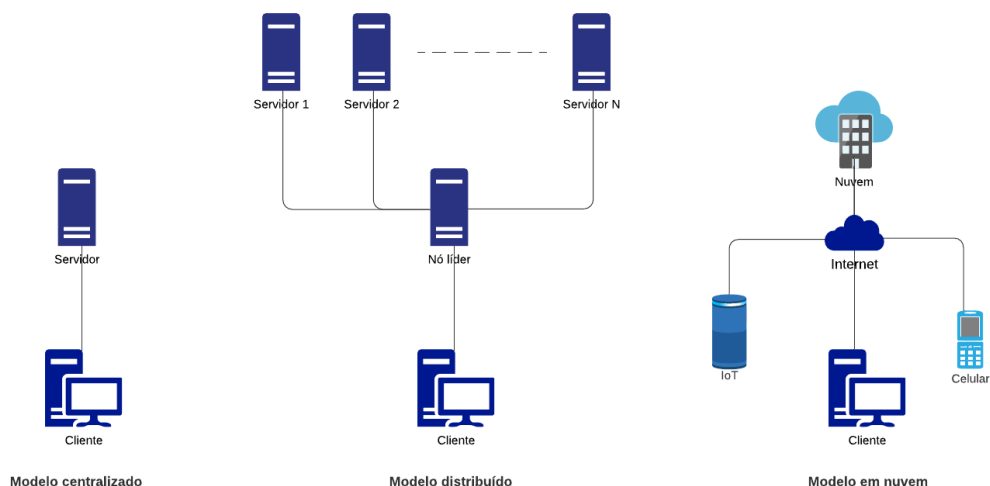 Servidor 1
Servidor 2
Servidor N
Nuvem
Servidor
Nó líder
Internet
IoT
Celular
Cliente
Cliente
Cliente
Modelo centralizado
Modelo distribuído
Modelo em nuvem